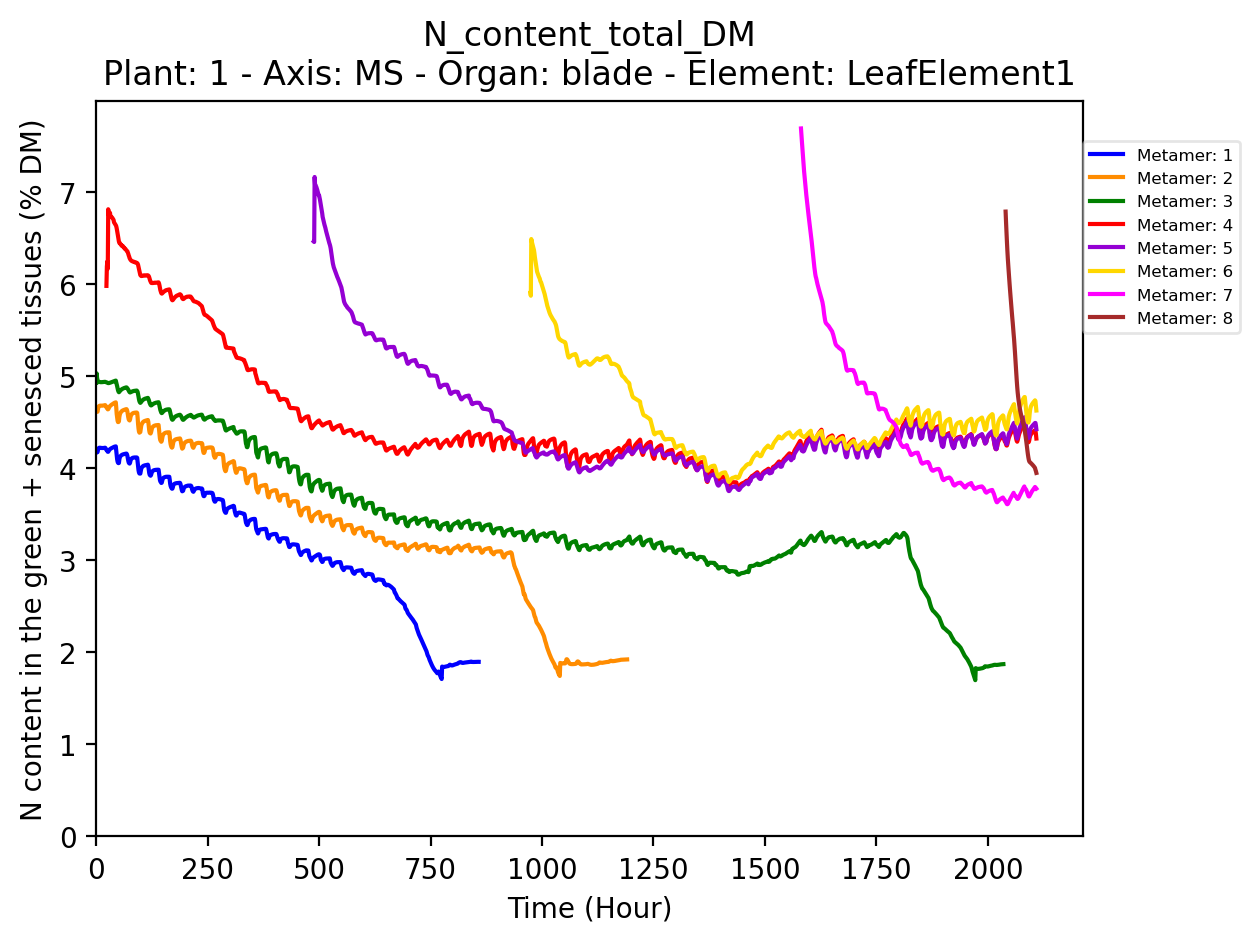 N_content_total_DM
Plant: 1 - Axis: MS - Organ: blade - Element: LeafElement1
N content in the green + senesced tissues (% DM)
7
6
5
4
3
2
1
0
0 250 500 750 1000 1250 1500 1750 2000
Time (Hour)
Metamer: 1
Metamer: 2
Metamer: 3
Metamer: 4
Metamer: 5
Metamer: 6
Metamer: 7
Metamer: 8